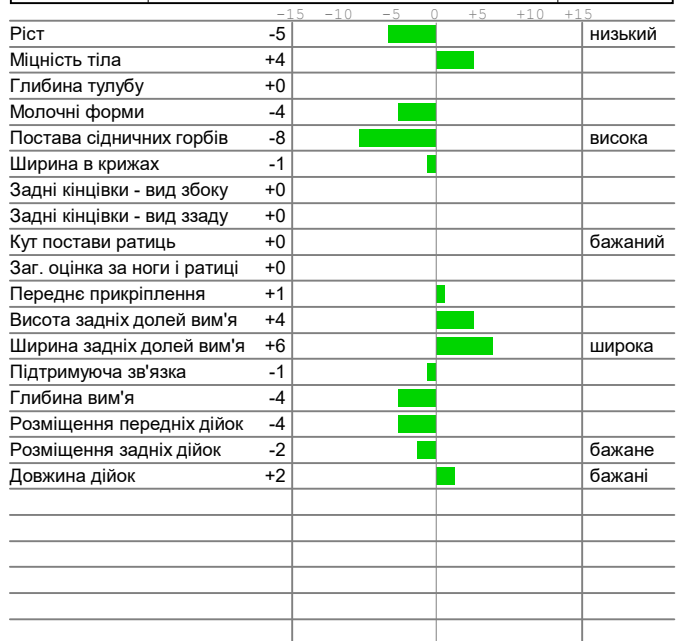 -15 -10 -5 0 +5 +10 +15
Ріст -5 низький
Міцність тіла +4
Глибина тулубу +0
Молочні форми -4
Постава сідничних горбів -8 висока
Ширина в крижах -1
Задні кінцівки - вид збоку +0
Задні кінцівки - вид ззаду +0
Кут постави ратиць +0 бажаний
Заг. оцінка за ноги і ратиці +0
Переднє прикріплення +1
Висота задніх долей вим'я +4
Ширина задніх долей вим'я +6 широка
Підтримуюча зв'язка -1
Глибина вим'я -4
Розміщення передніх дійок -4
Розміщення задніх дійок -2 бажане
Довжина дійок +2 бажані